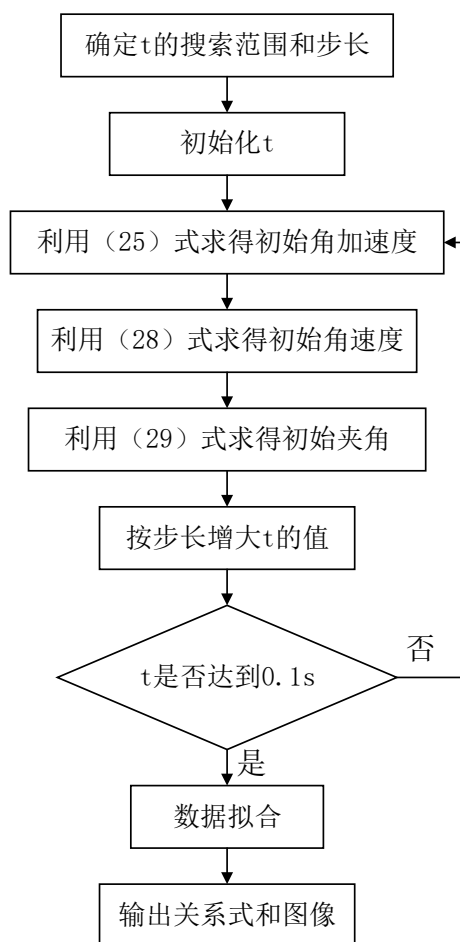 确定t的搜索范围和步长
初始化t
利用（25）式求得初始角加速度
利用（28）式求得初始角速度
利用（29）式求得初始夹角
按步长增大t的值
t是否达到0.1s
否
是
数据拟合
输出关系式和图像